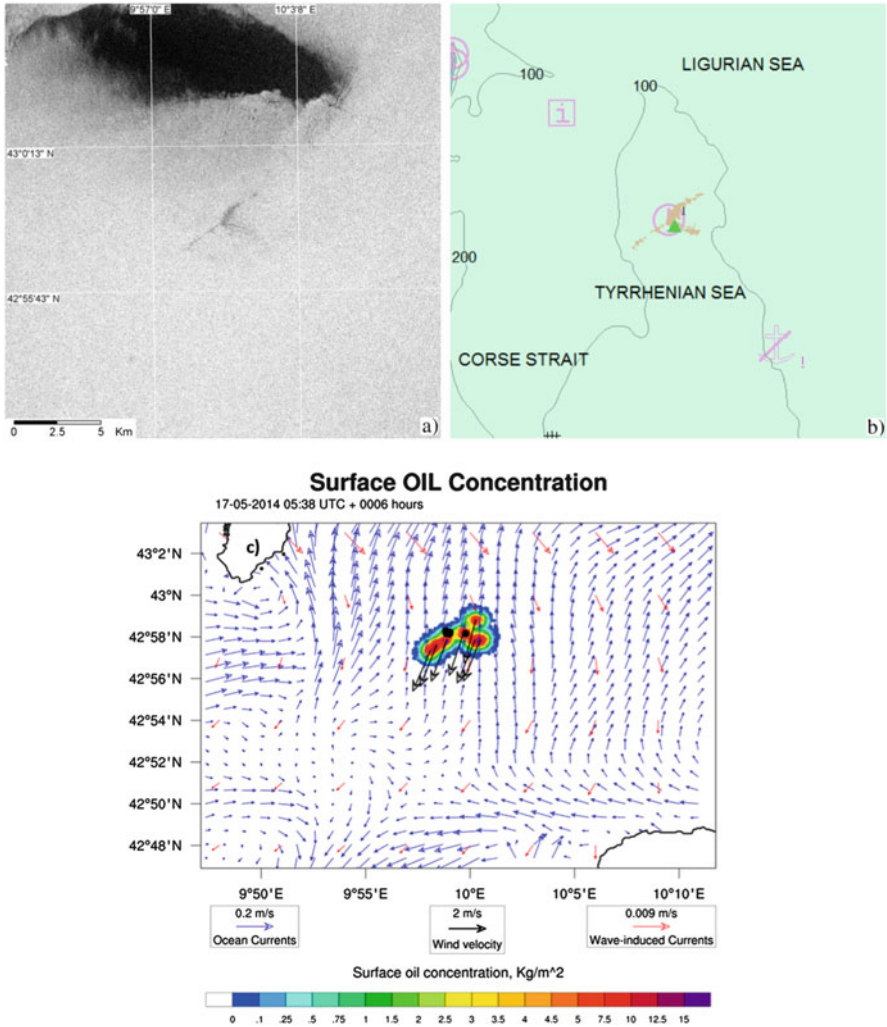 9°57'0" E
10°3'8" E
43°0'13" N
42°55'43" N
0 2.5 5 Km
a)
LIGURIAN SEA
100
100
i
200
TYRRHENIAN SEA
CORSE STRAIT
!
b)
Surface OIL Concentration
17-05-2014 05:38 UTC + 0006 hours
c)
43°2'N
43°N
42°58'N
42°56'N
42°54'N
42°52'N
42°50'N
42°48'N
9°50'E 9°55'E 10°E 10°5'E 10°10'E
0.2 m/s
Ocean Currents
2 m/s
Wind velocity
0.009 m/s
Wave-induced Currents
Surface oil concentration, Kg/m^2
0 .1 .25 .5 .75 1 1.5 2 2.5 3 3.5 4 4.5 5 7.5 10 12.5 15